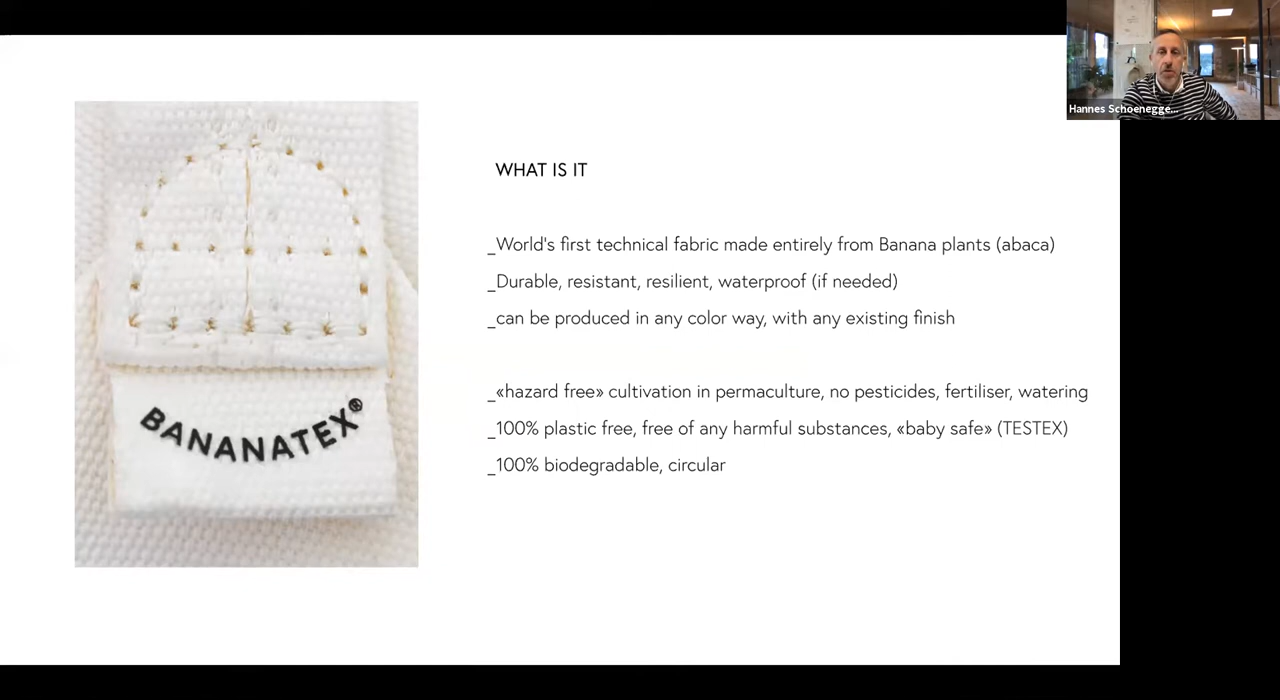 Hannes Schoenegge...
WHAT IS IT
_World's first technical fabric made entirely from Banana plants (abaca)
_Durable, resistant, resilient, waterproof (if needed)
_can be produced in any color way, with any existing finish
_«hazard free» cultivation in permaculture, no pesticides, fertiliser, watering
_100% plastic free, free of any harmful substances, «baby safe» (TESTEX)
_100% biodegradable, circular
BANANATEX®